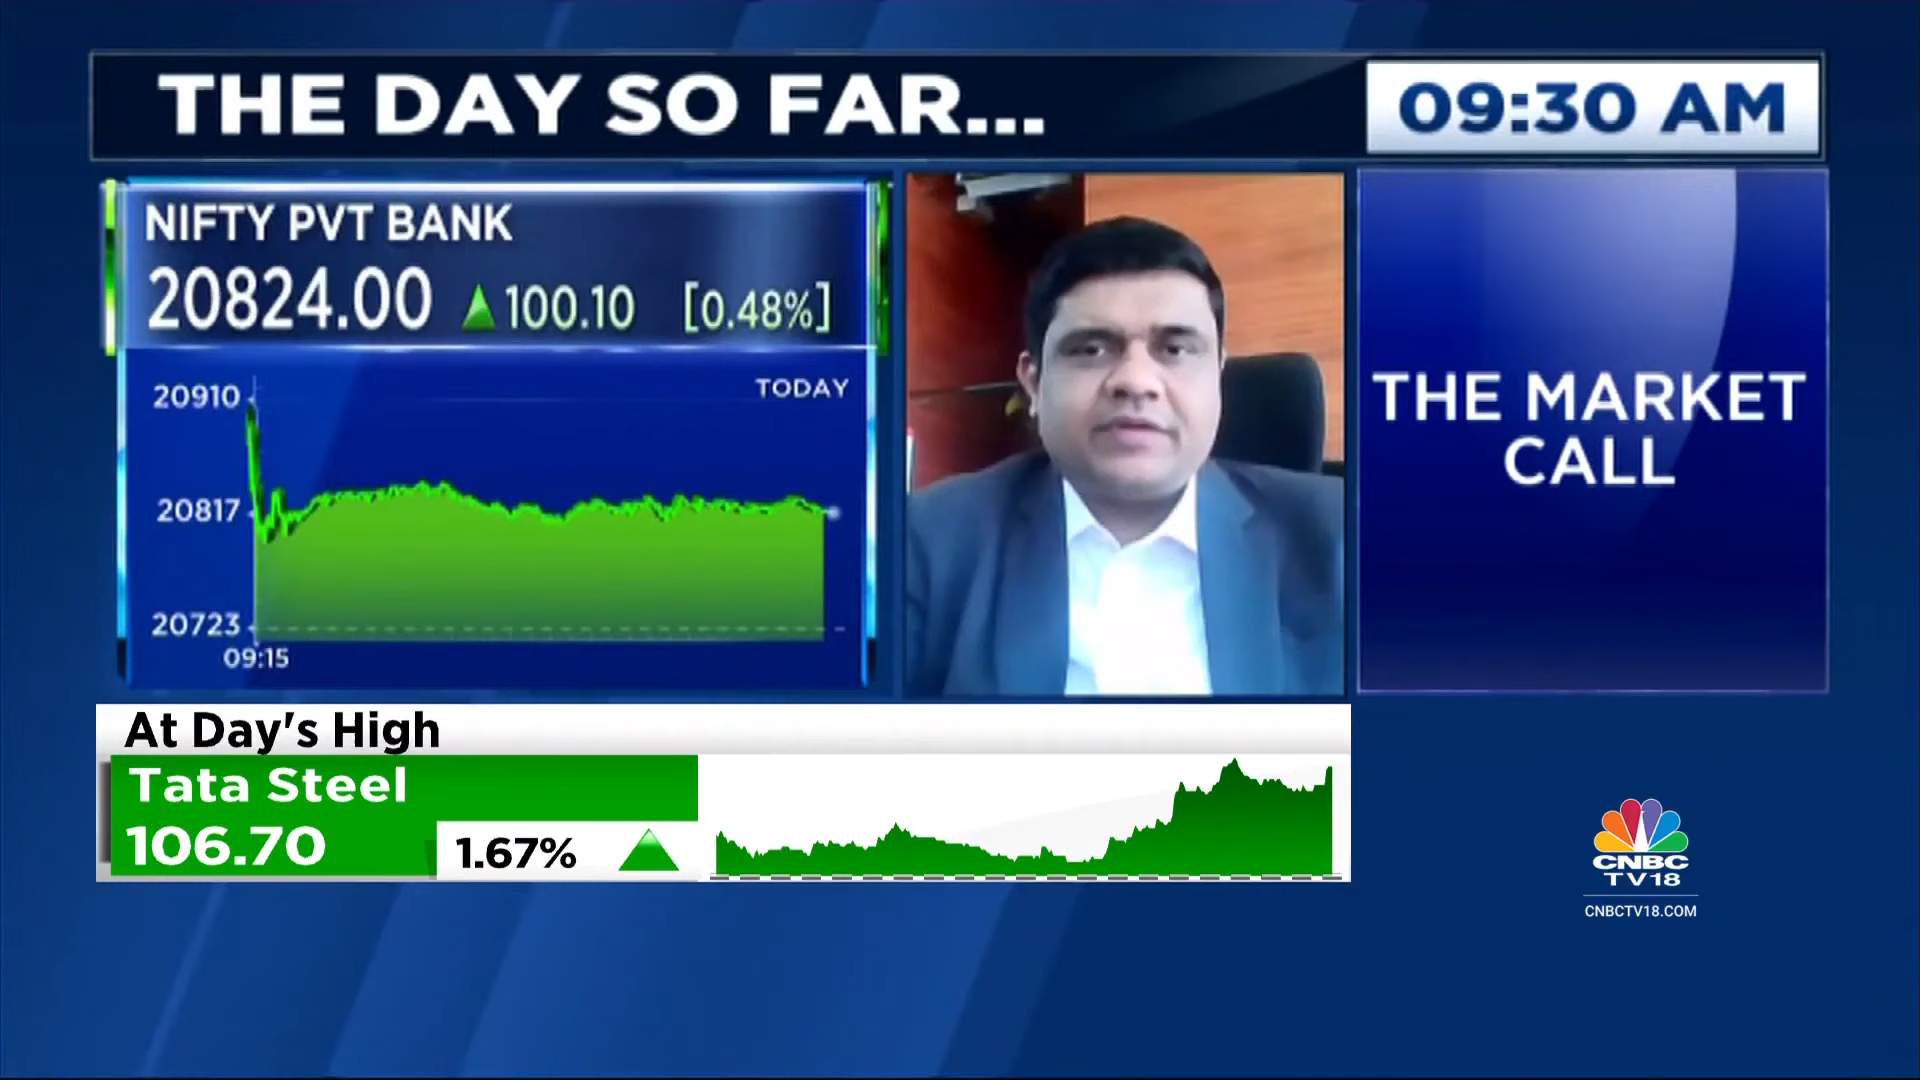 THE DAY SO FAR...
09:30 AM
NIFTY PVT BANK
20824.00 ▲ 100.10 [0.48%]
TODAY
20910
20817
20723
09:15
THE MARKET
CALL
At Day's High
Tata Steel
106.70
1.67%
CNBC
TV18
CNBCTV18.COM